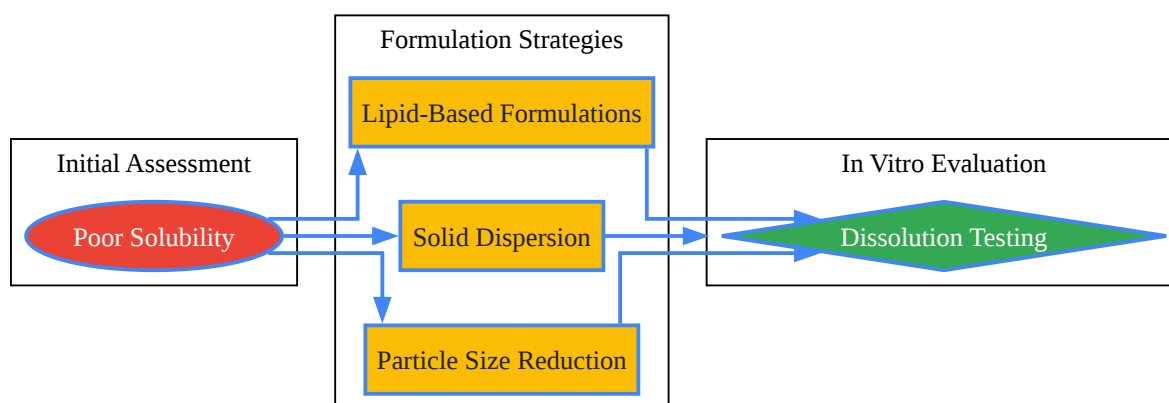 Initial Assessment
Poor Solubility
Formulation Strategies
Lipid-Based Formulations
Solid Dispersion
Particle Size Reduction
In Vitro Evaluation
Dissolution Testing